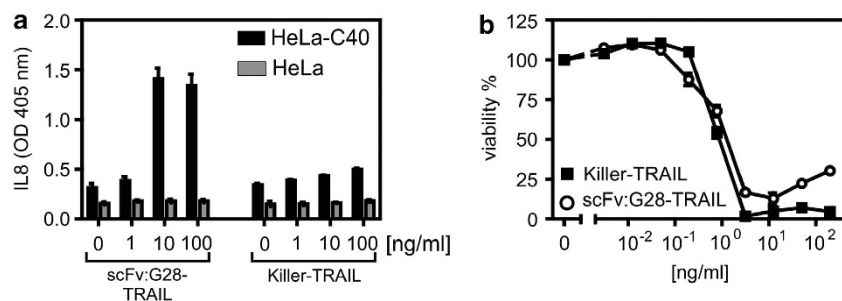 a
IL8 (OD 405 nm)
2.0
1.5
1.0
0.5
0.0
HeLa-C40
HeLa
0 1 10 100 0 1 10 100 [ng/ml]
scFv:G28-
TRAIL
Killer-TRAIL
b
viability %
125
100
75
50
25
0
Killer-TRAIL
scFv:G28-TRAIL
0 10⁻² 10⁻¹ 10⁰ 10¹ 10²
[ng/ml]